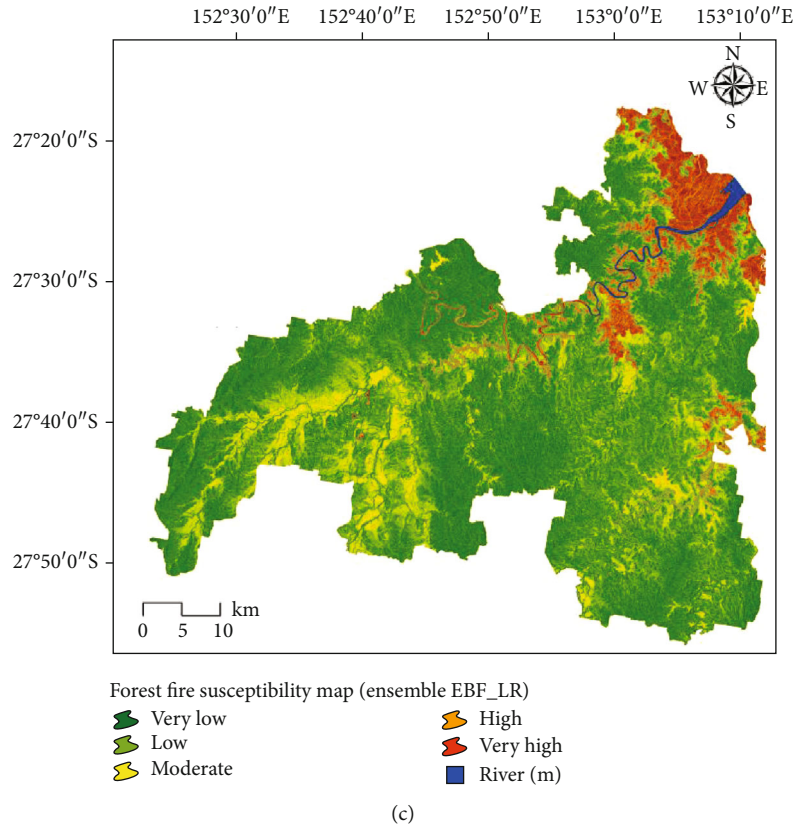 152°30′0″E 152°40′0″E 152°50′0″E 153°0′0″E 153°10′0″E
N
W E
S
27°20′0″S
27°30′0″S
27°40′0″S
27°50′0″S
km
0 5 10
Forest fire susceptibility map (ensemble EBF_LR)
Very low
Low
Moderate
High
Very high
River (m)
(c)